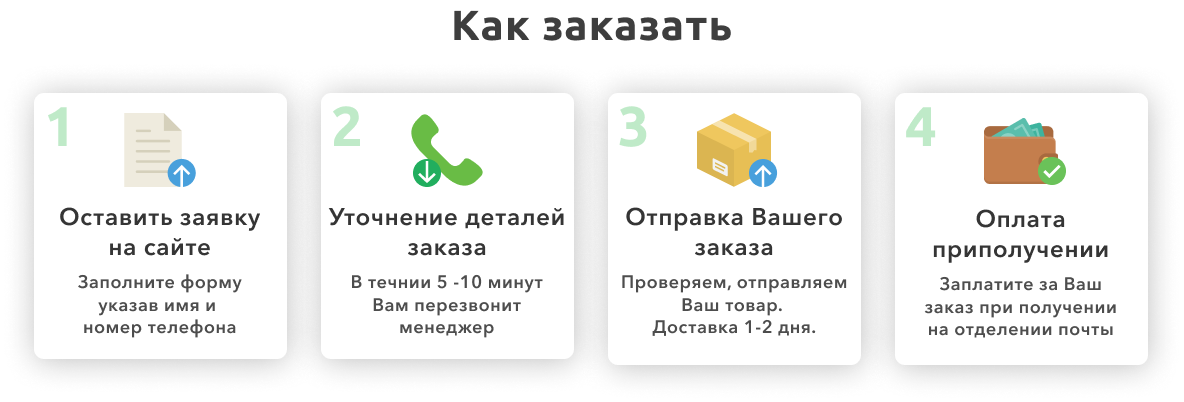 Как заказать
1
Оставить заявку
на сайте
Заполните форму
указав имя и
номер телефона
2
Уточнение деталей
заказа
В течнии 5 -10 минут
Вам перезвонит
менеджер
3
Отправка Вашего
заказа
Проверяем, отправляем
Ваш товар.
Доставка 1-2 дня.
4
Оплата
приполучении
Заплатите за Ваш
заказ при получении
на отделении почты